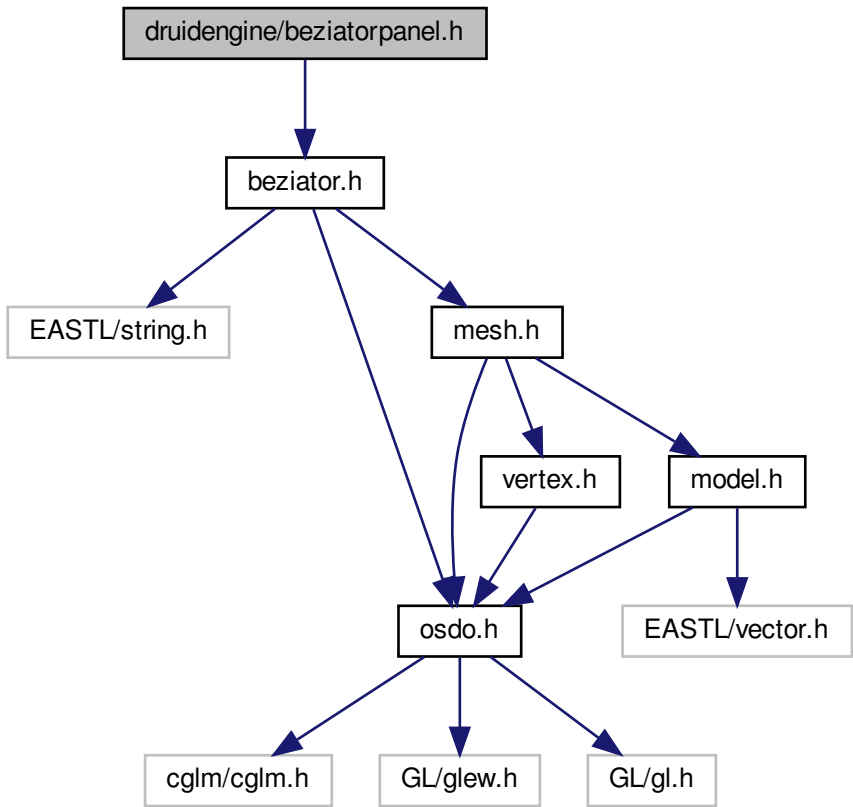 druidengine/beziatorpanel.h
beziator.h
EASTL/string.h
mesh.h
vertex.h
model.h
osdo.h
EASTL/vector.h
cglm/cglm.h
GL/glew.h
GL/gl.h